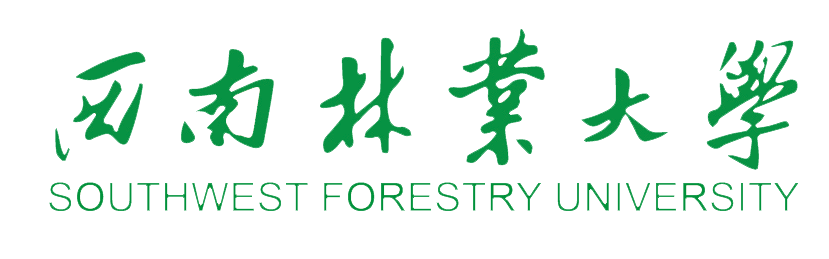 西南林業大學
SOUTHWEST FORESTRY UNIVERSITY